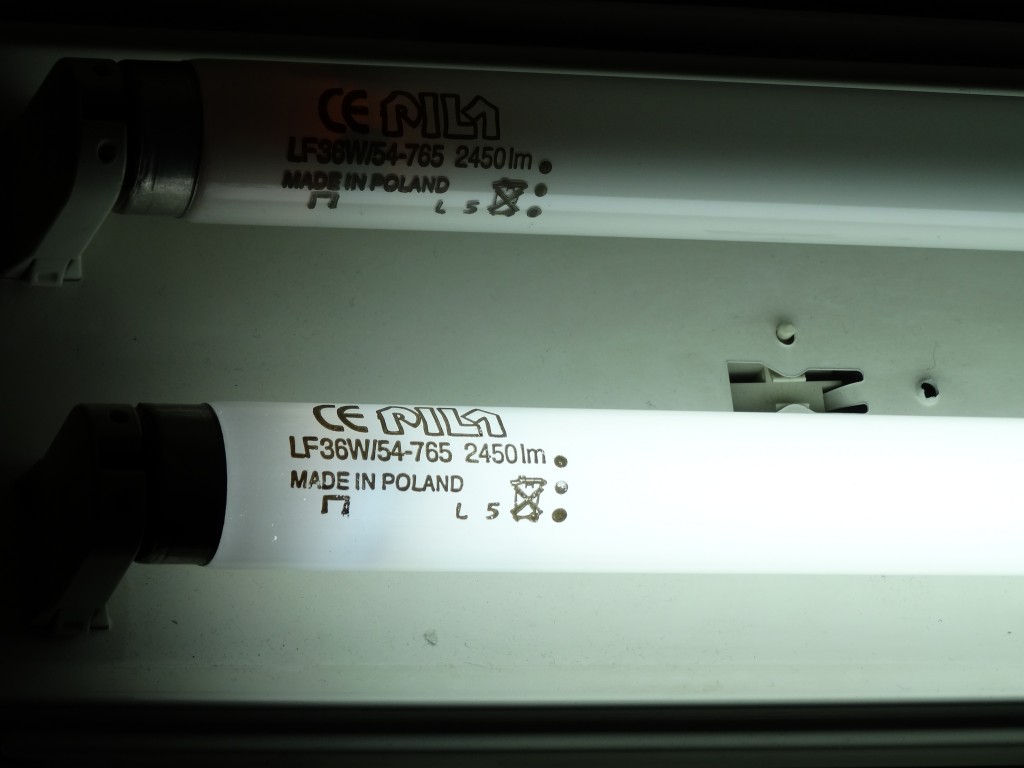 CE PILA
LF36W/54-765 2450lm
MADE IN POLAND
L 5
CE PILA
LF36W/54-765 2450lm
MADE IN POLAND
L 5